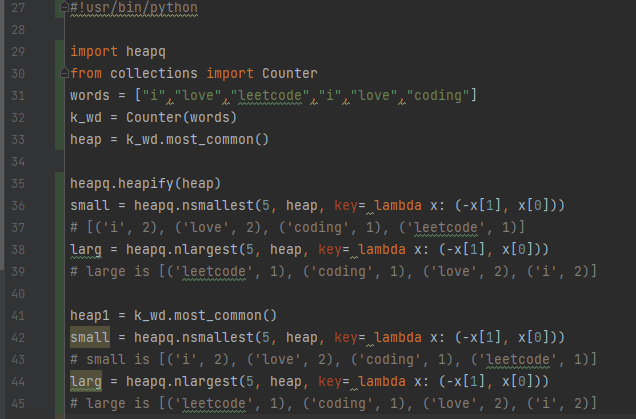 27 #!usr/bin/python
28
29 import heapq
30 from collections import Counter
31 words = ["i","love","leetcode","i","love","coding"]
32 k_wd = Counter(words)
33 heap = k_wd.most_common()
34
35 heapq.heapify(heap)
36 small = heapq.nsmallest(5, heap, key= lambda x: (-x[1], x[0]))
37 # [('i', 2), ('love', 2), ('coding', 1), ('leetcode', 1)]
38 larg = heapq.nlargest(5, heap, key= lambda x: (-x[1], x[0]))
39 # large is [('leetcode', 1), ('coding', 1), ('love', 2), ('i', 2)]
40
41 heap1 = k_wd.most_common()
42 small = heapq.nsmallest(5, heap, key= lambda x: (-x[1], x[0]))
43 # small is [('i', 2), ('love', 2), ('coding', 1), ('leetcode', 1)]
44 larg = heapq.nlargest(5, heap, key= lambda x: (-x[1], x[0]))
45 # large is [('leetcode', 1), ('coding', 1), ('love', 2), ('i', 2)]